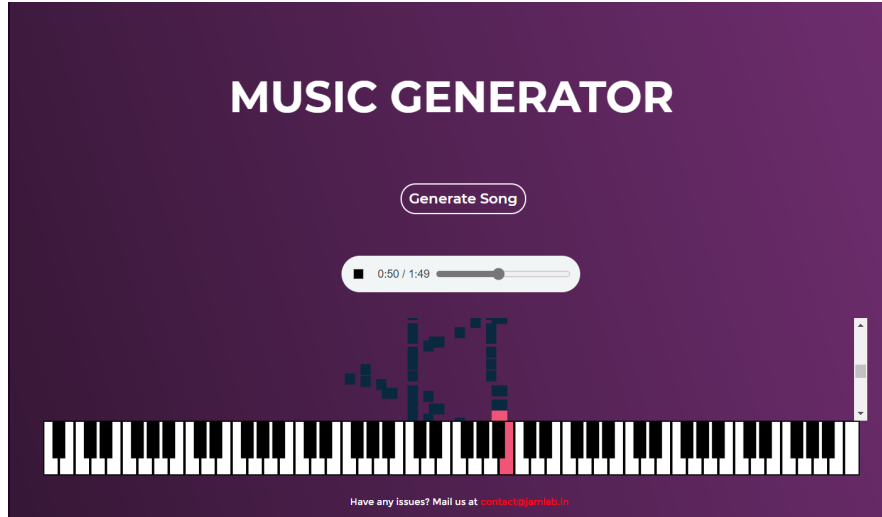 MUSIC GENERATOR
Generate Song
0:50 / 1:49
Have any issues? Mail us at contact@jamlab.in